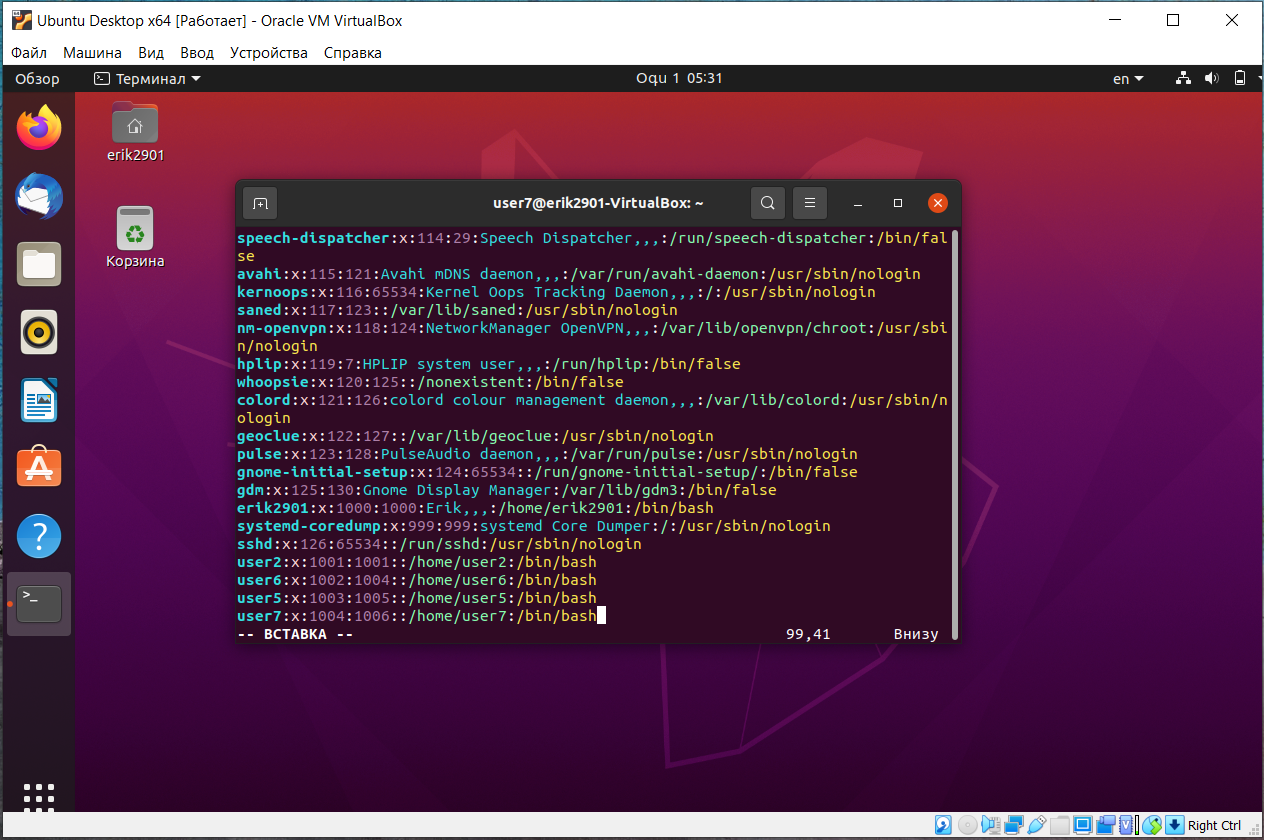 Ubuntu Desktop x64 [Работает] - Oracle VM VirtualBox
Файл Машина Вид Ввод Устройства Справка
Обзор Терминал Oqu 1 05:31 en
erik2901
Корзина
user7@erik2901-VirtualBox: ~
speech-dispatcher:x:114:29:Speech Dispatcher,,,:/run/speech-dispatcher:/bin/fal
se
avahi:x:115:121:Avahi mDNS daemon,,,:/var/run/avahi-daemon:/usr/sbin/nologin
kernoops:x:116:65534:Kernel Oops Tracking Daemon,,,:/:/usr/sbin/nologin
saned:x:117:123::/var/lib/saned:/usr/sbin/nologin
nm-openvpn:x:118:124:NetworkManager OpenVPN,,,:/var/lib/openvpn/chroot:/usr/sbi
n/nologin
hplip:x:119:7:HPLIP system user,,,:/run/hplip:/bin/false
whoopsie:x:120:125::/nonexistent:/bin/false
colord:x:121:126:colord colour management daemon,,,:/var/lib/colord:/usr/sbin/n
ologin
geoclue:x:122:127::/var/lib/geoclue:/usr/sbin/nologin
pulse:x:123:128:PulseAudio daemon,,,:/var/run/pulse:/usr/sbin/nologin
gnome-initial-setup:x:124:65534::/run/gnome-initial-setup/:/bin/false
gdm:x:125:130:Gnome Display Manager:/var/lib/gdm3:/bin/false
erik2901:x:1000:1000:Erik,,,:/home/erik2901:/bin/bash
systemd-coredump:x:999:999:systemd Core Dumper:/:/usr/sbin/nologin
sshd:x:126:65534::/run/sshd:/usr/sbin/nologin
user2:x:1001:1001::/home/user2:/bin/bash
user6:x:1002:1004::/home/user6:/bin/bash
user5:x:1003:1005::/home/user5:/bin/bash
user7:x:1004:1006::/home/user7:/bin/bash
-- ВСТАВКА -- 99,41 Внизу
Right Ctrl